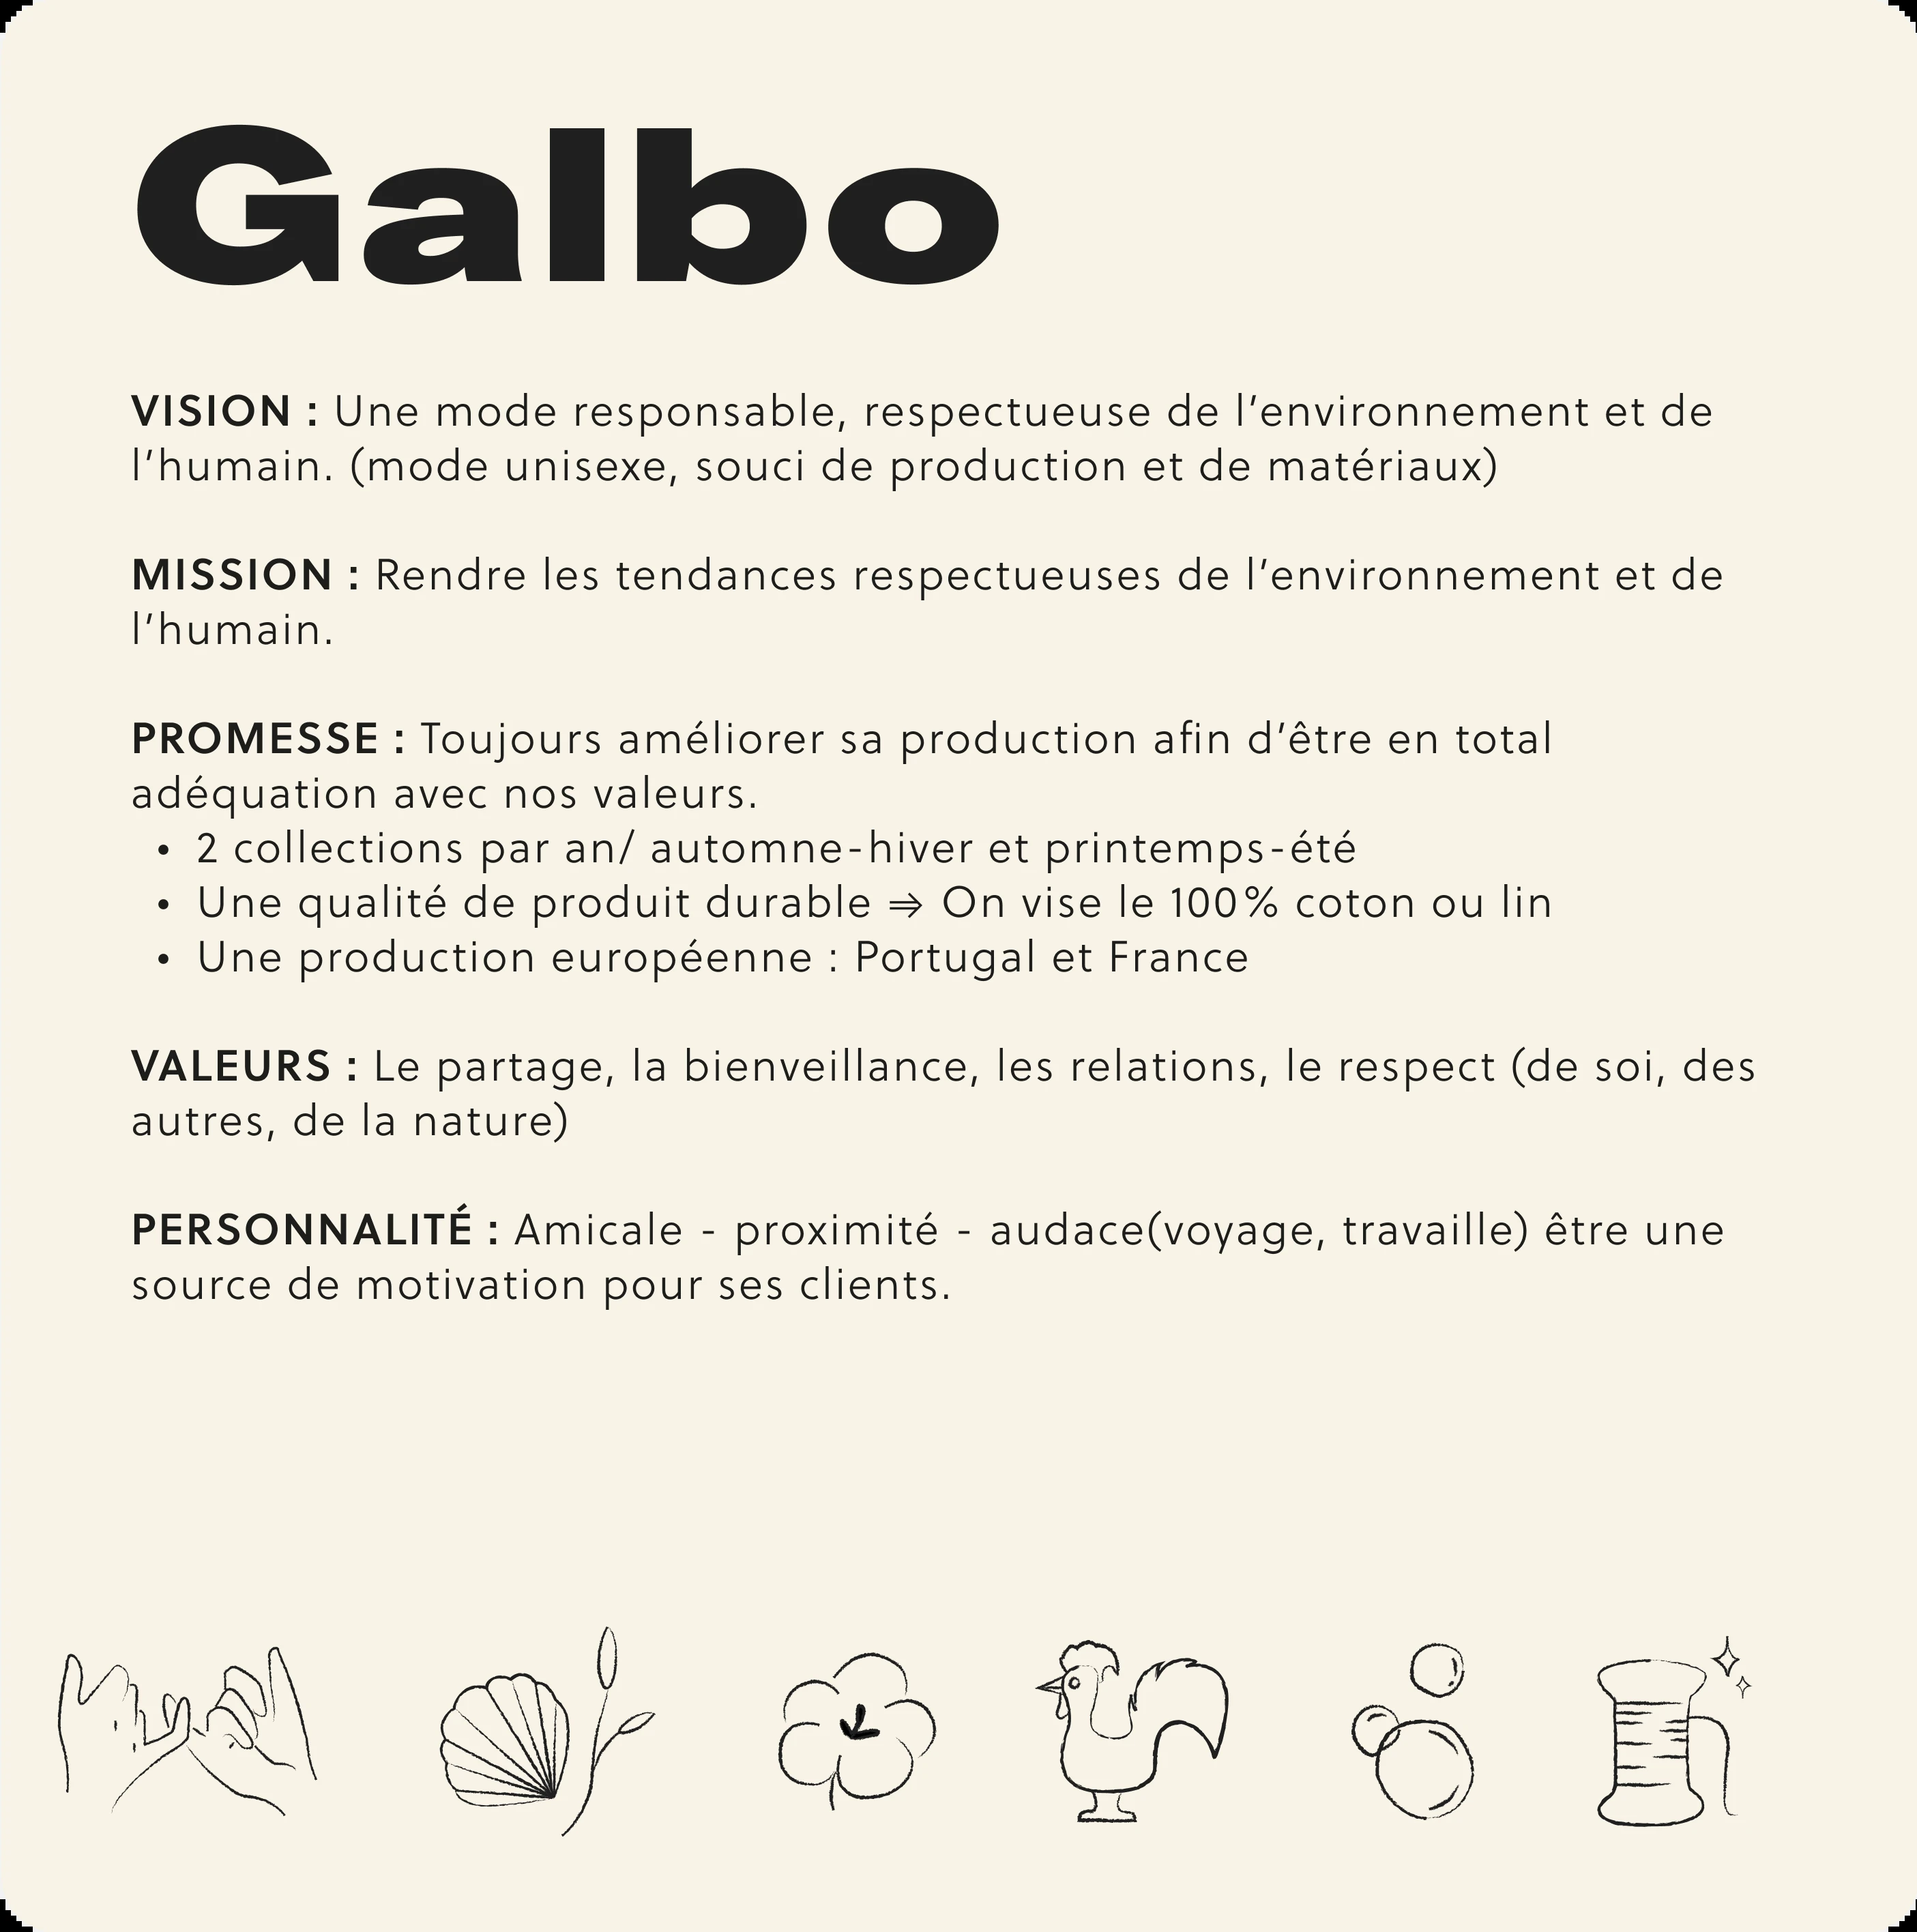 Galbo
VISION : Une mode responsable, respectueuse de l'environnement et de
l'humain. (mode unisexe, souci de production et de matériaux)
MISSION : Rendre les tendances respectueuses de l'environnement et de
l'humain.
PROMESSE : Toujours améliorer sa production afin d'être en total
adéquation avec nos valeurs.
• 2 collections par an/ automne-hiver et printemps-été
• Une qualité de produit durable ⇒ On vise le 100% coton ou lin
• Une production européenne : Portugal et France
VALEURS : Le partage, la bienveillance, les relations, le respect (de soi, des
autres, de la nature)
PERSONNALITÉ : Amicale - proximité - audace(voyage, travaille) être une
source de motivation pour ses clients.